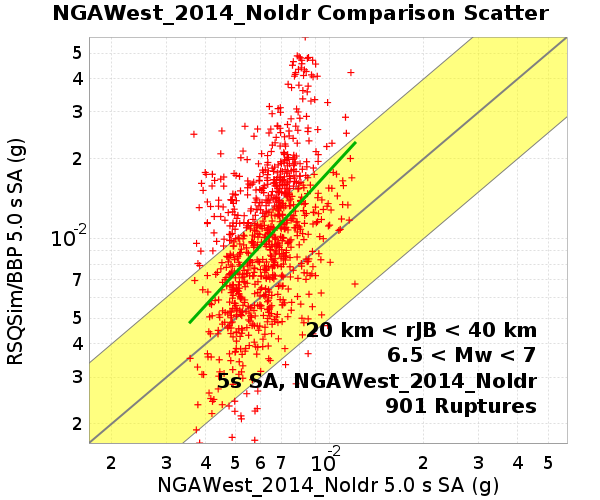 NGAWest_2014_NoIdr Comparison Scatter
RSQSim/BBP 5.0 s SA (g)
5
4
3
2
10-2
7
5
4
3
2
20 km < rJB < 40 km
6.5 < Mw < 7
5s SA, NGAWest_2014_NoIdr
901 Ruptures
2 3 4 5 6 7 10-2 2 3 4 5
NGAWest_2014_NoIdr 5.0 s SA (g)